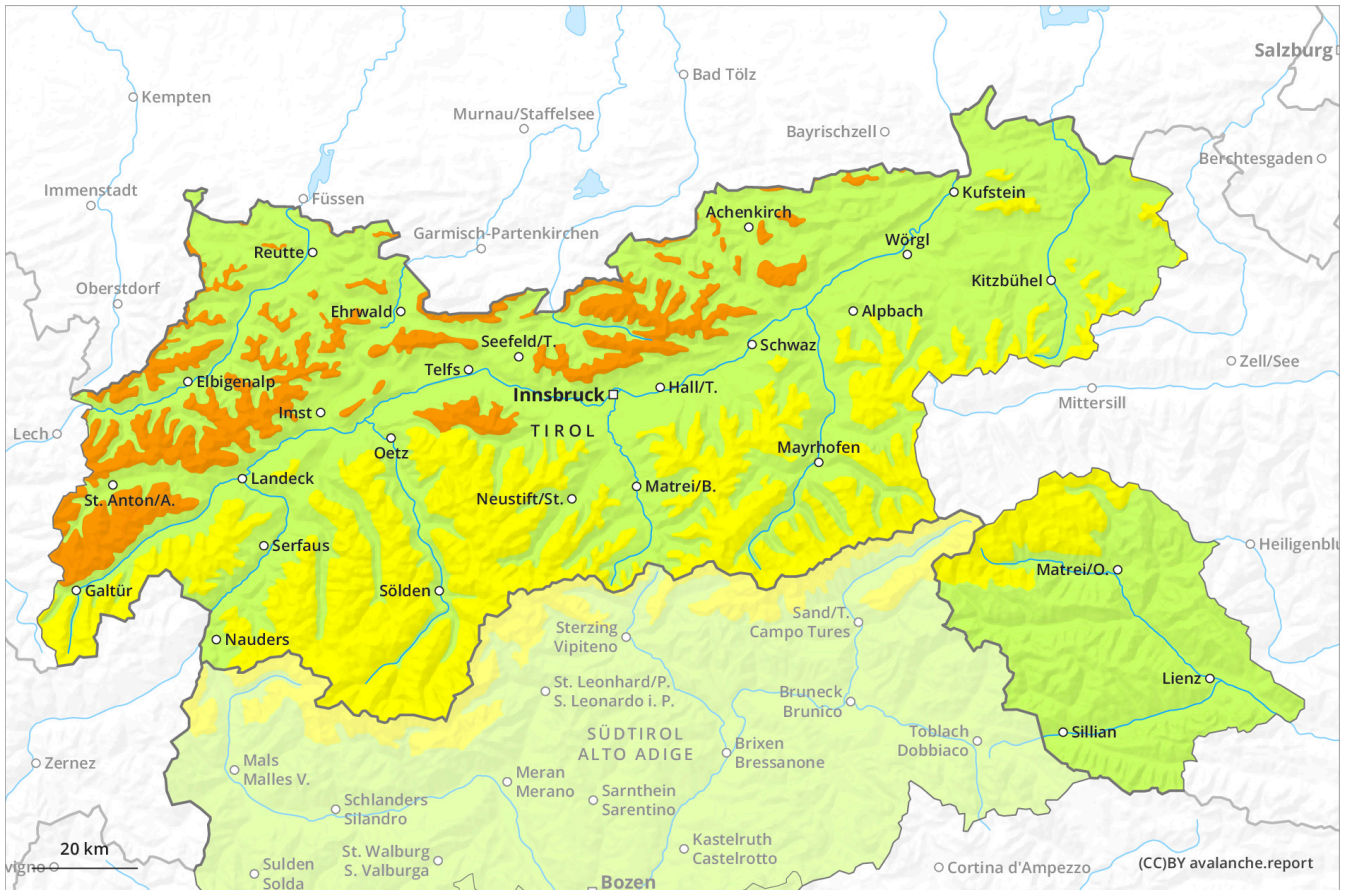 Salzburg
Bad Tölz
Kempten
Murnau/Staffelsee
Bayrischzell
Berchtesgaden
Immenstadt
Füssen
Kufstein
Achenkirch
Garmisch-Partenkirchen
Reutte
Wörgl
Oberstdorf
Kitzbühel
Ehrwald
Alpbach
Seefeld/T.
Schwaz
Zell/See
Telfs
Elbigenalp
Hall/T.
Innsbruck
Mittersill
Imst
Lech
TIROL
Oetz
Mayrhofen
Landeck
Matrei/B.
St. Anton/A.
Neustift/St.
Serfaus
Heiligenblu
Matrei/O.
Galtür
Sölden
Sand/T.
Campo Tures
Sterzing
Vipiteno
Nauders
Lienz
St. Leonhard/P.
S. Leonardo i. P.
Bruneck
Brunico
SÜDTIROL
ALTO ADIGE
Toblach
Dobbiaco
Sillian
Brixen
Bressanone
Zernez
Mals
Malles V.
Meran
Merano
Sarnthein
Sarentino
Schlanders
Silandro
Kastelruth
Castelrotto
20 km
St. Walburg
S. Valburga
vigno
Sulden
Solda
Cortina d'Ampezzo
(CC)BY avalanche.report
Bozen